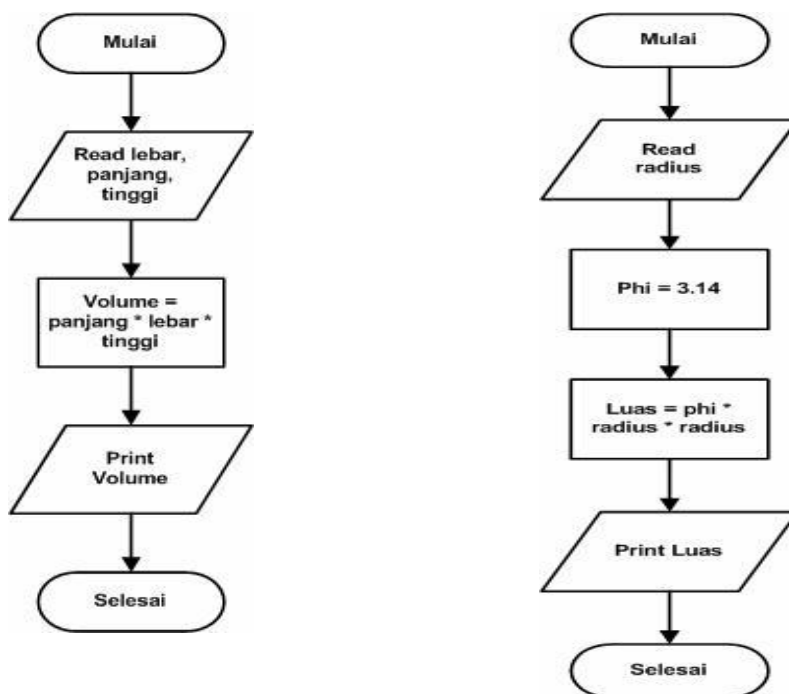 Mulai
Read lebar,
panjang,
tinggi
Volume =
panjang * lebar *
tinggi
Print
Volume
Selesai
Mulai
Read
radius
Phi = 3.14
Luas = phi *
radius * radius
Print Luas
Selesai